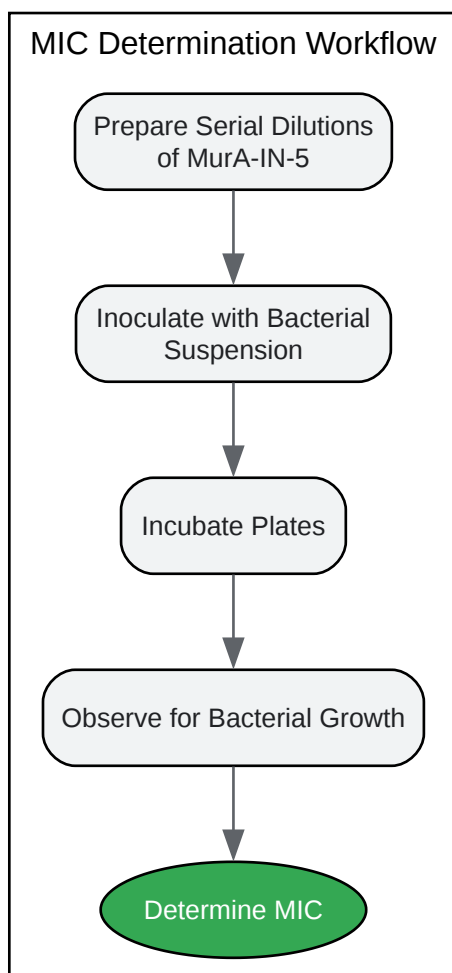 MIC Determination Workflow
Prepare Serial Dilutions
of MurA-IN-5
Inoculate with Bacterial
Suspension
Incubate Plates
Observe for Bacterial Growth
Determine MIC